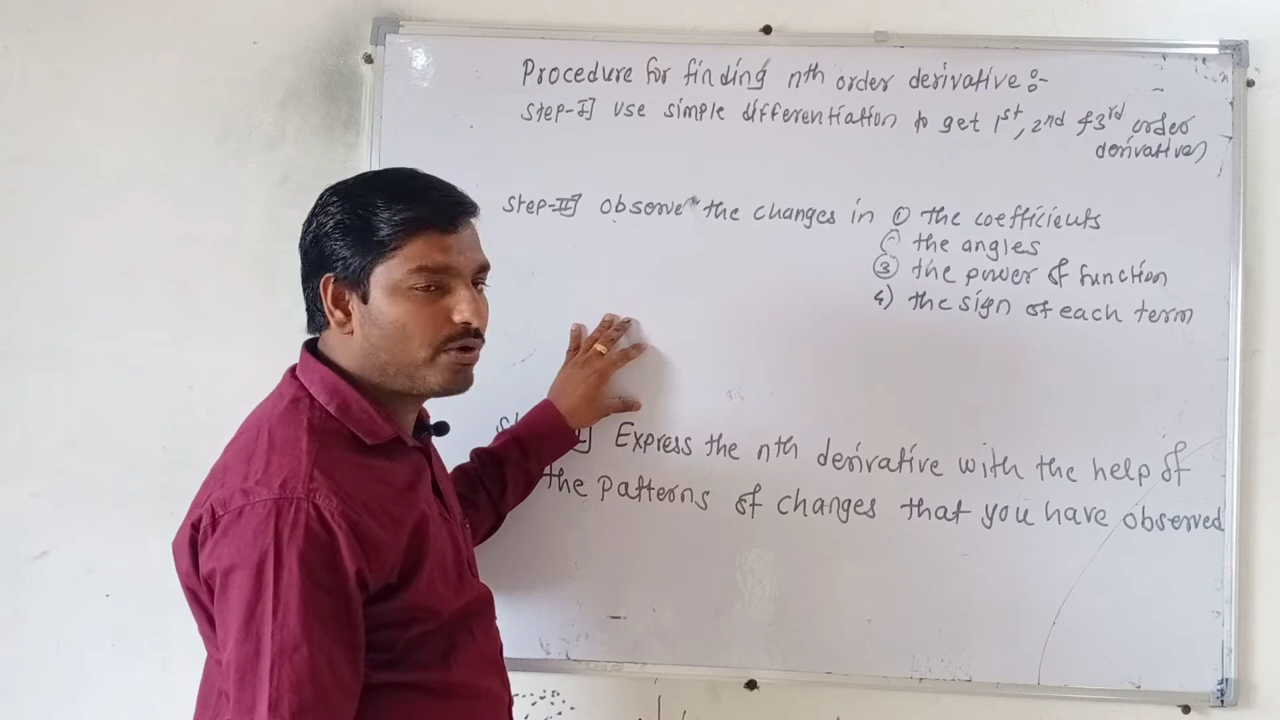 Procedure for finding nth order derivative :-
Step-I] Use simple differentiation to get 1st, 2nd & 3rd order
derivatives
Step-II] observe the changes in ① the coefficients
the angles
③ the power of function
4) the sign of each term
Express the nth derivative with the help of
the patterns of changes that you have observed